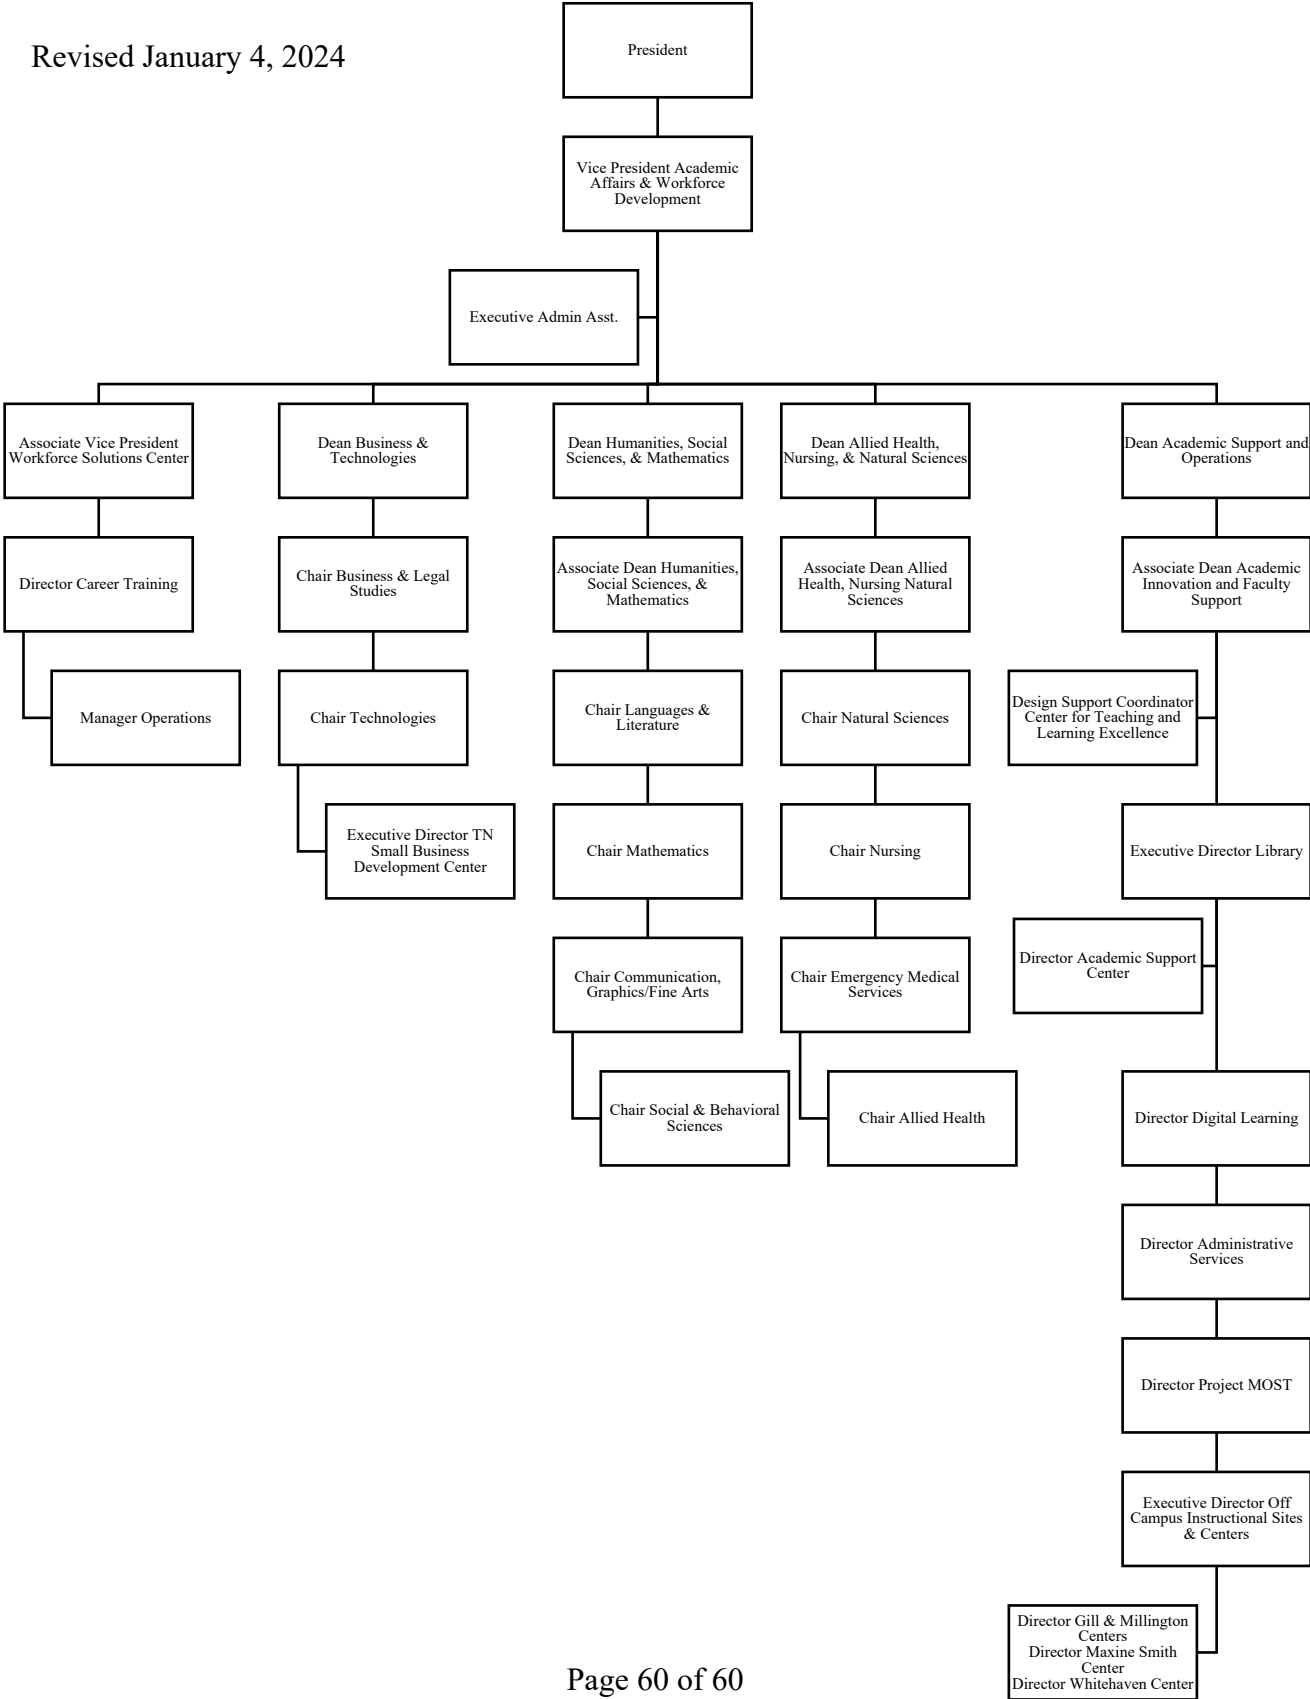 Revised January 4, 2024
President
Vice President Academic
Affairs & Workforce
Development
Executive Admin Asst.
Associate Vice President
Workforce Solutions Center
Dean Business &
Technologies
Dean Humanities, Social
Sciences, & Mathematics
Dean Allied Health,
Nursing, & Natural Sciences
Dean Academic Support and
Operations
Director Career Training
Chair Business & Legal
Studies
Associate Dean Humanities,
Social Sciences, &
Mathematics
Associate Dean Allied
Health, Nursing Natural
Sciences
Associate Dean Academic
Innovation and Faculty
Support
Manager Operations
Chair Technologies
Chair Languages &
Literature
Chair Natural Sciences
Design Support Coordinator
Center for Teaching and
Learning Excellence
Executive Director TN
Small Business
Development Center
Chair Mathematics
Chair Nursing
Executive Director Library
Chair Communication,
Graphics/Fine Arts
Chair Emergency Medical
Services
Director Academic Support
Center
Chair Social & Behavioral
Sciences
Chair Allied Health
Director Digital Learning
Director Administrative
Services
Director Project MOST
Executive Director Off
Campus Instructional Sites
& Centers
Director Gill & Millington
Centers
Director Maxine Smith
Center
Director Whitehaven Center
Page 60 of 60